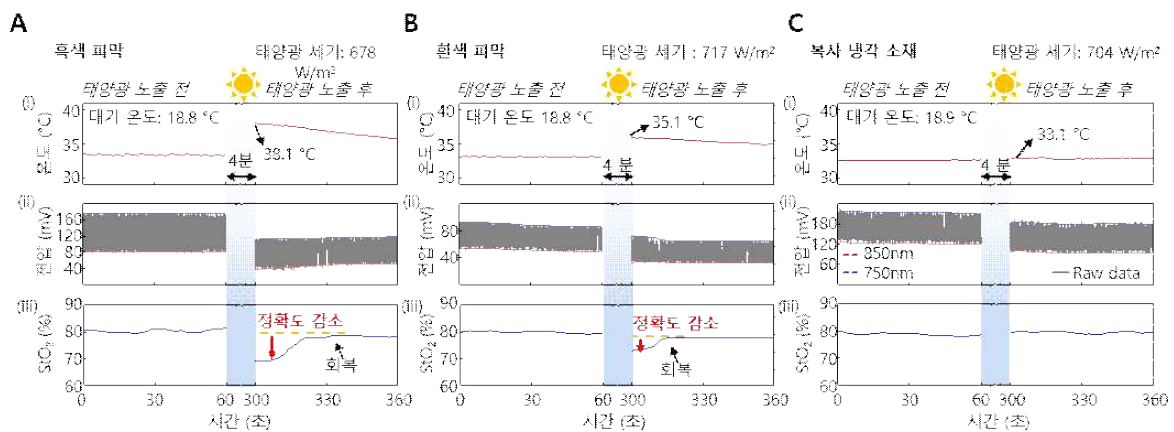 A
흑색 피막
태양광 세기: 678 W/m²
태양광 노출 전
태양광 노출 후
(i)
대기 온도: 18.8 °C
38.1 °C
4분
온도 (°C)
40
35
30
(ii)
전압 (mV)
160
120
80
40
(iii)
StO₂ (%)
90
80
70
60
정확도 감소
회복
0
30
60
300
330
360
시간 (초)
B
흰색 피막
태양광 세기 : 717 W/m²
태양광 노출 전
태양광 노출 후
(i)
대기 온도: 18.8 °C
35.1 °C
4 분
온도 (°C)
40
35
30
(ii)
전압 (mV)
80
40
(iii)
StO₂ (%)
90
80
70
60
정확도 감소
회복
0
30
60
300
330
360
시간 (초)
C
복사 냉각 소재
태양광 세기: 704 W/m²
태양광 노출 전
태양광 노출 후
(i)
대기 온도: 18.9 °C
33.1 °C
4 분
온도 (°C)
40
35
30
(ii)
전압 (mV)
180
120
60
850nm
750nm
Raw data
(iii)
StO₂ (%)
90
80
70
60
0
30
60
300
330
360
시간 (초)